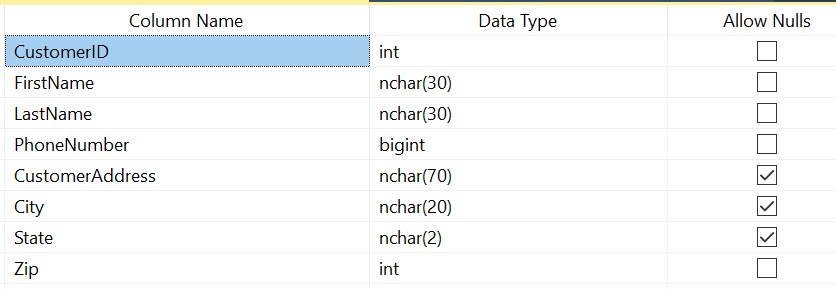 Column Name Data Type Allow Nulls
CustomerID int
FirstName nchar(30)
LastName nchar(30)
PhoneNumber bigint
CustomerAddress nchar(70)
City nchar(20)
State nchar(2)
Zip int